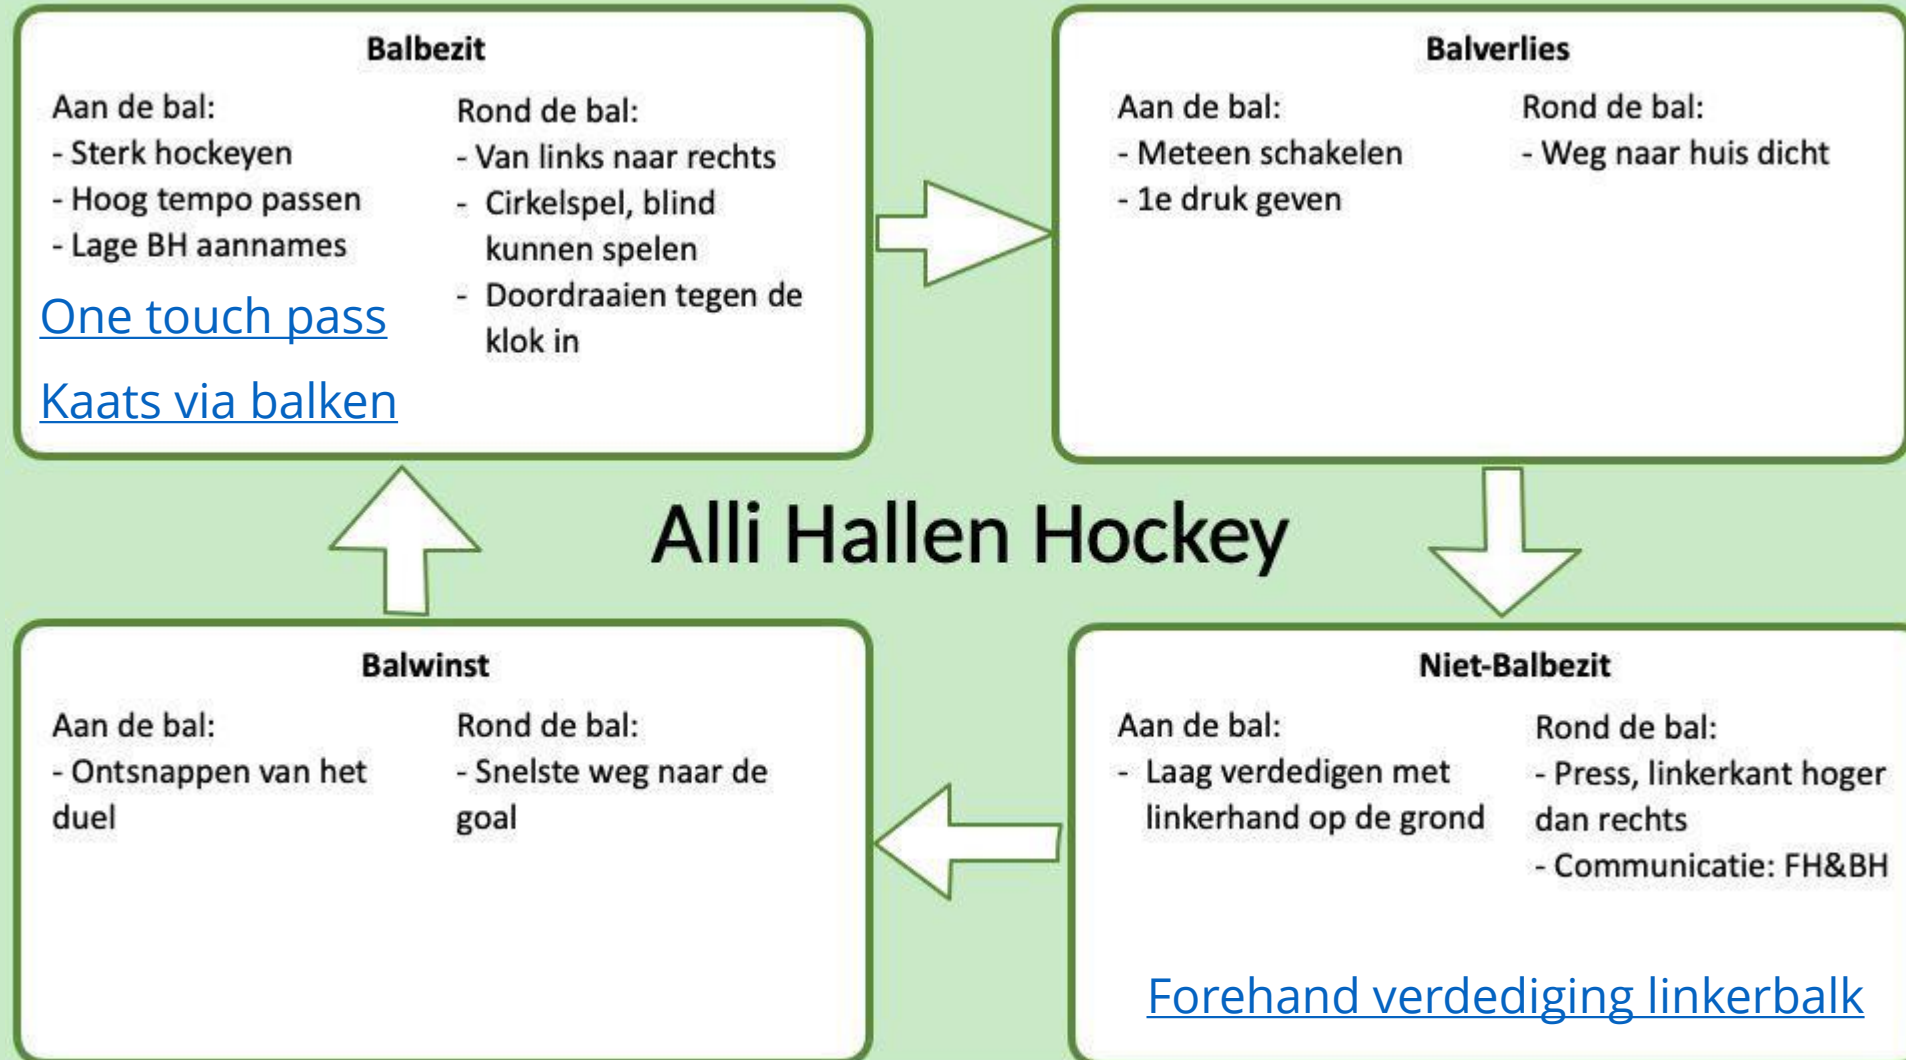 Balbezit
Aan de bal:
- Sterk hockeyen
- Hoog tempo passen
- Lage BH aannames
One touch pass
Kaats via balken
Rond de bal:
- Van links naar rechts
- Cirkelspel, blind
kunnen spelen
- Doordraaien tegen de
klok in
Balverlies
Aan de bal:
- Meteen schakelen
- 1e druk geven
Rond de bal:
- Weg naar huis dicht
Alli Hallen Hockey
Balwinst
Aan de bal:
- Ontsnappen van het
duel
Rond de bal:
- Snelste weg naar de
goal
Niet-Balbezit
Aan de bal:
- Laag verdedigen met
linkerhand op de grond
Rond de bal:
- Press, linkerkant hoger
dan rechts
- Communicatie: FH&BH
Forehand verdediging linkerbalk